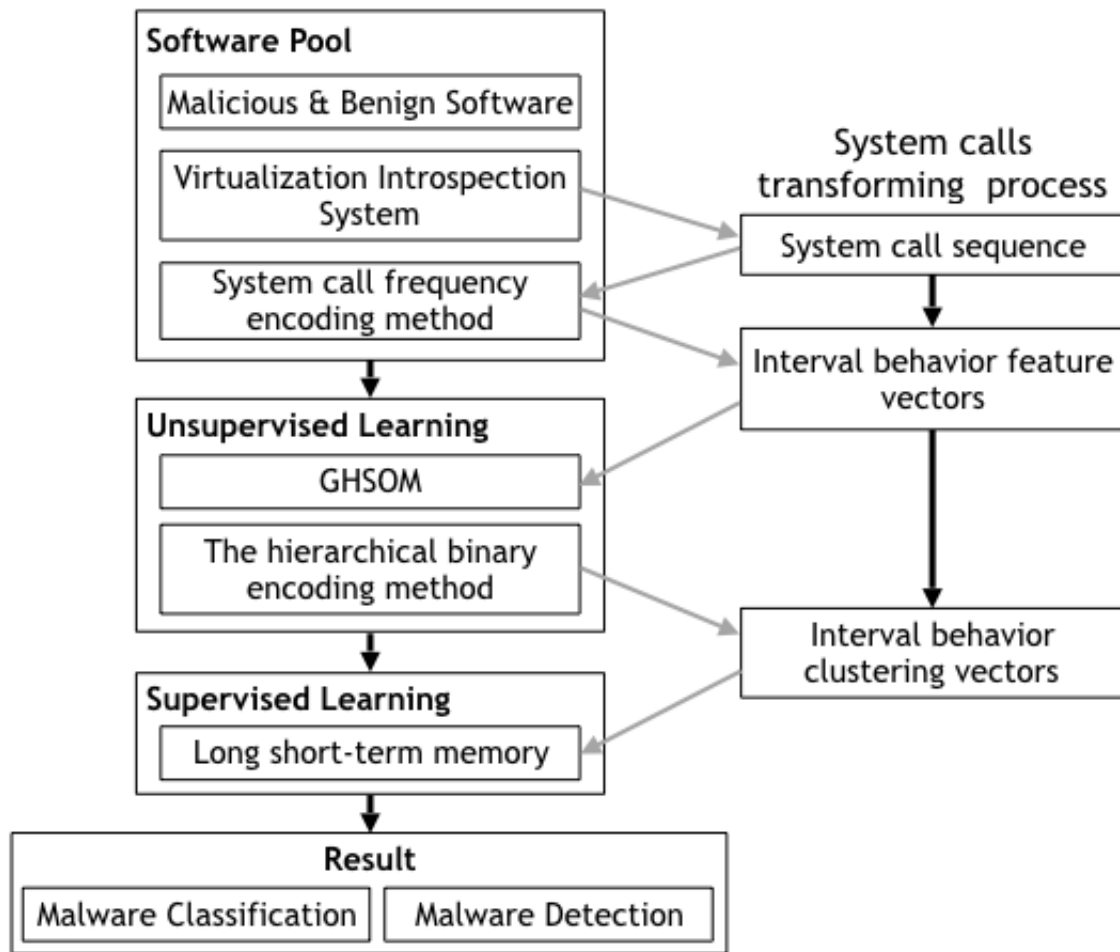 Software Pool
Malicious & Benign Software
Virtualization Introspection
System
System call frequency
encoding method
Unsupervised Learning
GHSOM
The hierarchical binary
encoding method
Supervised Learning
Long short-term memory
Result
Malware Classification
Malware Detection
System calls
transforming process
System call sequence
Interval behavior feature
vectors
Interval behavior
clustering vectors